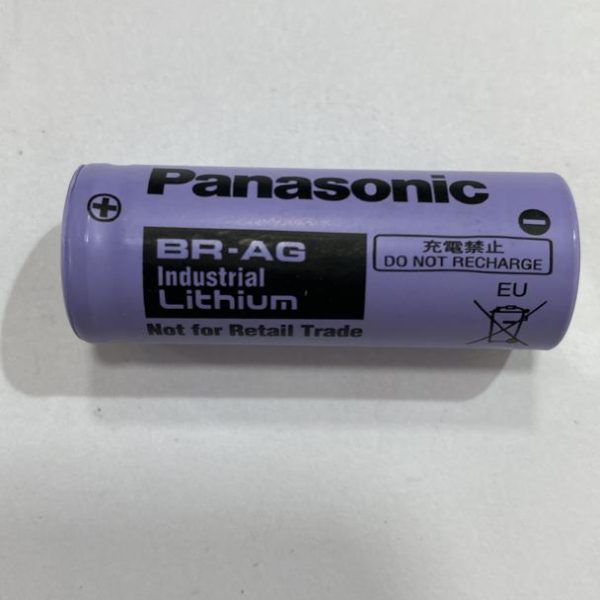 Panasonic
BR-AG
Industrial
Lithium
Not for Retail Trade
充電禁止
DO NOT RECHARGE
EU